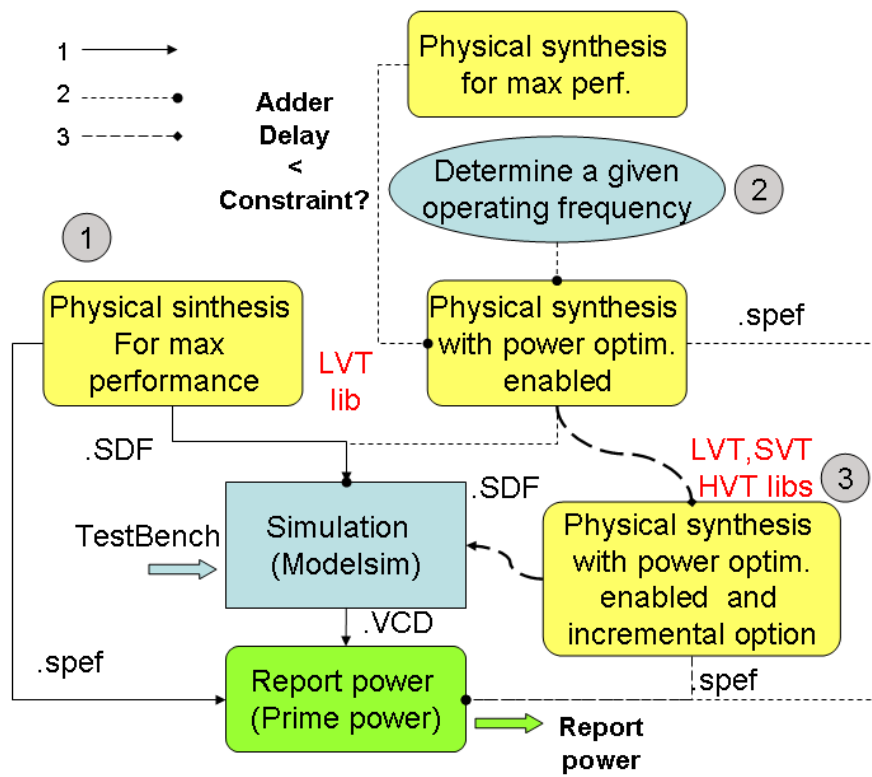 1
2
3
Adder
Delay
<
Constraint?
Physical synthesis
for max perf.
Determine a given
operating frequency
2
1
Physical sinthesis
For max
performance
LVT
lib
Physical synthesis
with power optim.
enabled
.spef
.SDF
LVT,SVT
HVT libs
3
.SDF
TestBench
Simulation
(Modelsim)
Physical synthesis
with power optim.
enabled and
incremental option
.VCD
.spef
Report power
(Prime power)
.spef
Report
power